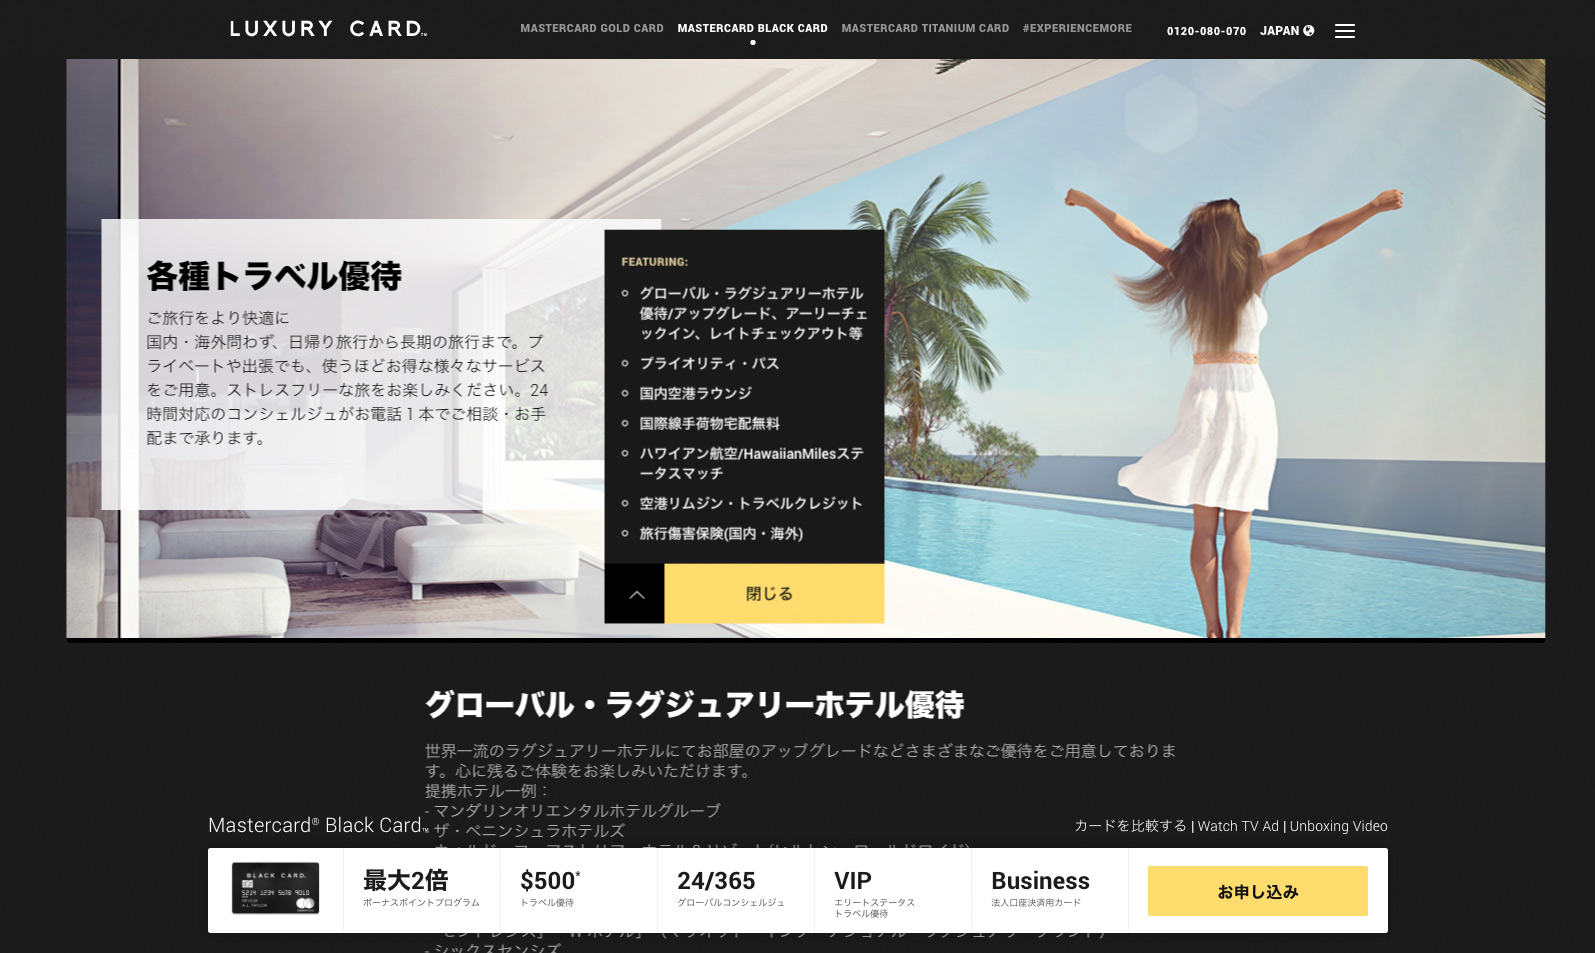 LUXURY CARD™
MASTERCARD GOLD CARD
MASTERCARD BLACK CARD
MASTERCARD TITANIUM CARD
#EXPERIENCEMORE
0120-080-070
JAPAN
各種トラベル優待
ご旅行をより快適に
国内・海外問わず、日帰り旅行から長期の旅行まで。プ
ライベートや出張でも、使うほどお得な様々なサービス
をご用意。ストレスフリーな旅をお楽しみください。24
時間対応のコンシェルジュがお電話１本でご相談・お手
配まで承ります。
FEATURING:
グローバル・ラグジュアリーホテル
優待/アップグレード、アーリーチェ
ックイン、レイトチェックアウト等
プライオリティ・パス
国内空港ラウンジ
国際線手荷物宅配無料
ハワイアン航空/HawaiianMilesステ
ータスマッチ
空港リムジン・トラベルクレジット
旅行傷害保険(国内・海外)
閉じる
グローバル・ラグジュアリーホテル優待
世界一流のラグジュアリーホテルにてお部屋のアップグレードなどさまざまなご優待をご用意しておりま
す。心に残るご体験をお楽しみいただけます。
提携ホテル一例：
- マンダリンオリエンタルホテルグループ
- ザ・ペニンシュラホテルズ
Mastercard® Black Card™
カードを比較する | Watch TV Ad | Unboxing Video
BLACK CARD.
5214 1234 5678 9010
最大2倍
ボーナスポイントプログラム
$500*
トラベル優待
24/365
グローバルコンシェルジュ
VIP
エリートステータス
トラベル優待
Business
法人口座決済用カード
お申し込み
- シックスセンシズ